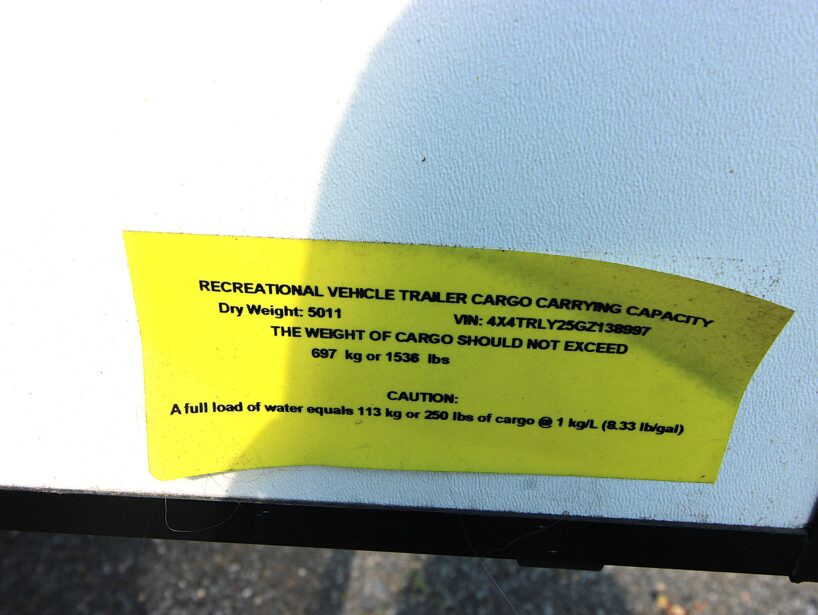 RECREATIONAL VEHICLE TRAILER CARGO CARRYING CAPACITY
Dry Weight: 5011 VIN: 4X4TRLY25GZ138997
THE WEIGHT OF CARGO SHOULD NOT EXCEED
697 kg or 1536 lbs
CAUTION:
A full load of water equals 113 kg or 250 lbs of cargo @ 1 kg/L (8.33 lb/gal)